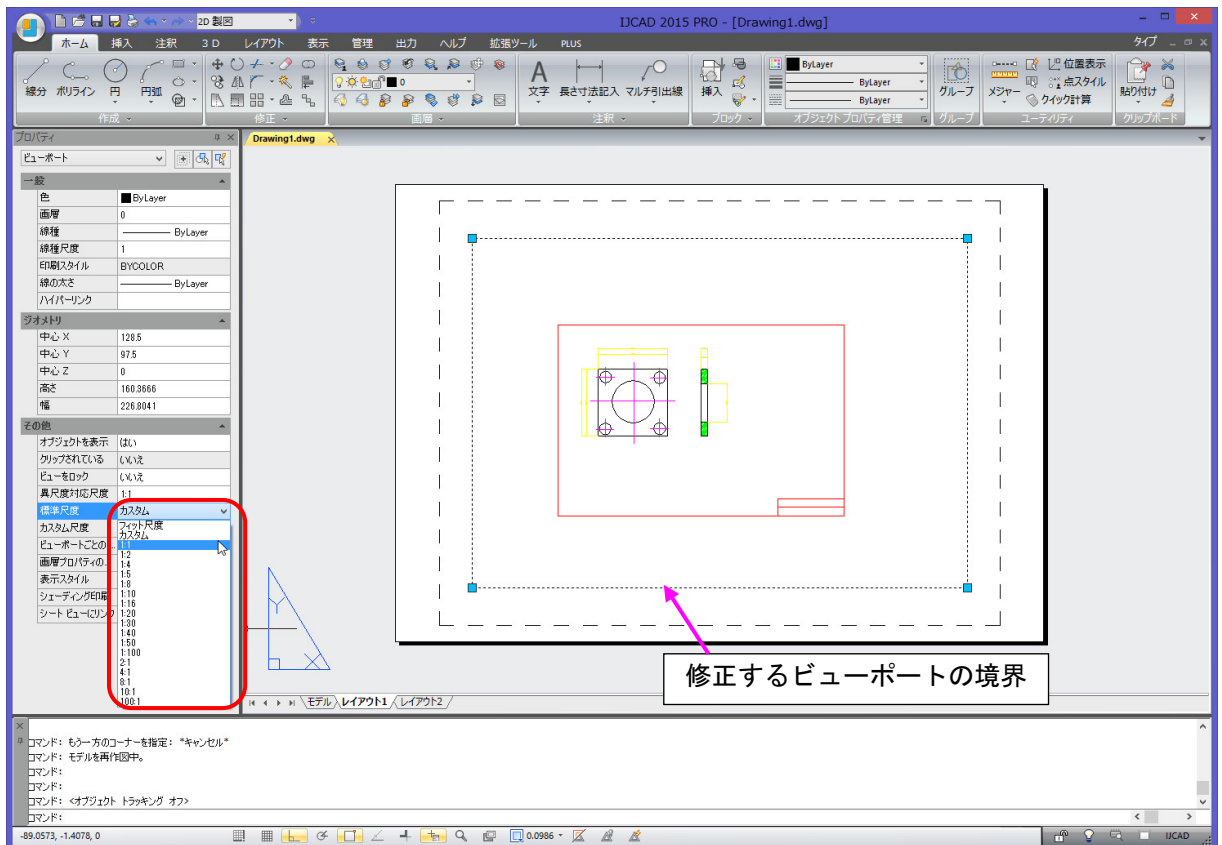 2D 製図
IJCAD 2015 PRO - [Drawing1.dwg]
ホーム 挿入 注釈 3 D レイアウト 表示 管理 出力 ヘルプ 拡張ツール PLUS タイプ
線分 ポリライン 円 円弧
作成
修正
0
画層
文字 長さ寸法記入 マルチ引出線
注釈
挿入
ブロック
ByLayer
ByLayer
ByLayer
オブジェクト プロパティ管理
グループ
グループ
メジャー
位置表示
点スタイル
クイック計算
ユーティリティ
貼り付け
クリップボード
プロパティ
Drawing1.dwg
ビューポート
一般
色 ByLayer
画層 0
線種 ByLayer
線種尺度 1
印刷スタイル BYCOLOR
線の太さ ByLayer
ハイパーリンク
ジオメトリ
中心 X 128.5
中心 Y 97.5
中心 Z 0
高さ 160.3666
幅 226.8041
その他
オブジェクトを表示 はい
クリップされている いいえ
ビューをロック いいえ
異尺度対応尺度 1:1
標準尺度 カスタム
カスタム尺度
ビューポートごとの...
画層プロパティの...
表示スタイル
シェーディング印刷
シート ビューにリンク
フィット尺度
カスタム
1:1
1:2
1:4
1:5
1:8
1:10
1:16
1:20
1:30
1:40
1:50
1:100
2:1
4:1
8:1
10:1
100:1
Y
X
修正するビューポートの境界
モデル レイアウト1 レイアウト2
コマンド: もう一方のコーナーを指定: *キャンセル*
コマンド: モデルを再作図中。
コマンド:
コマンド:
コマンド: <オブジェクト トラッキング オフ>
コマンド:
-89.0573, -1.4078, 0
0.0986
IJCAD